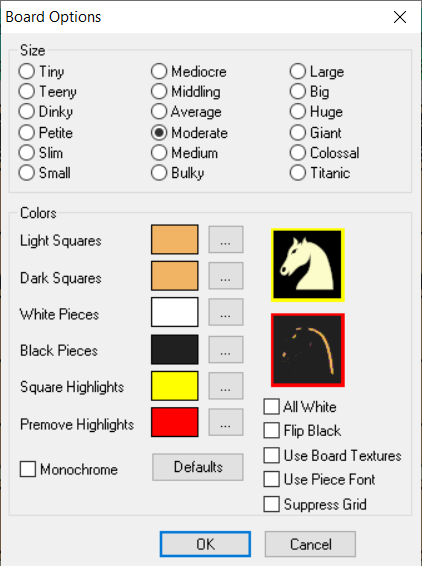 Board Options
Size
Tiny Mediocre Large
Teeny Middling Big
Dinky Average Huge
Petite Moderate Giant
Slim Medium Colossal
Small Bulky Titanic
Colors
Light Squares ...
Dark Squares ...
White Pieces ...
Black Pieces ...
Square Highlights ...
Premove Highlights ...
Monochrome Defaults
All White
Flip Black
Use Board Textures
Use Piece Font
Suppress Grid
OK Cancel